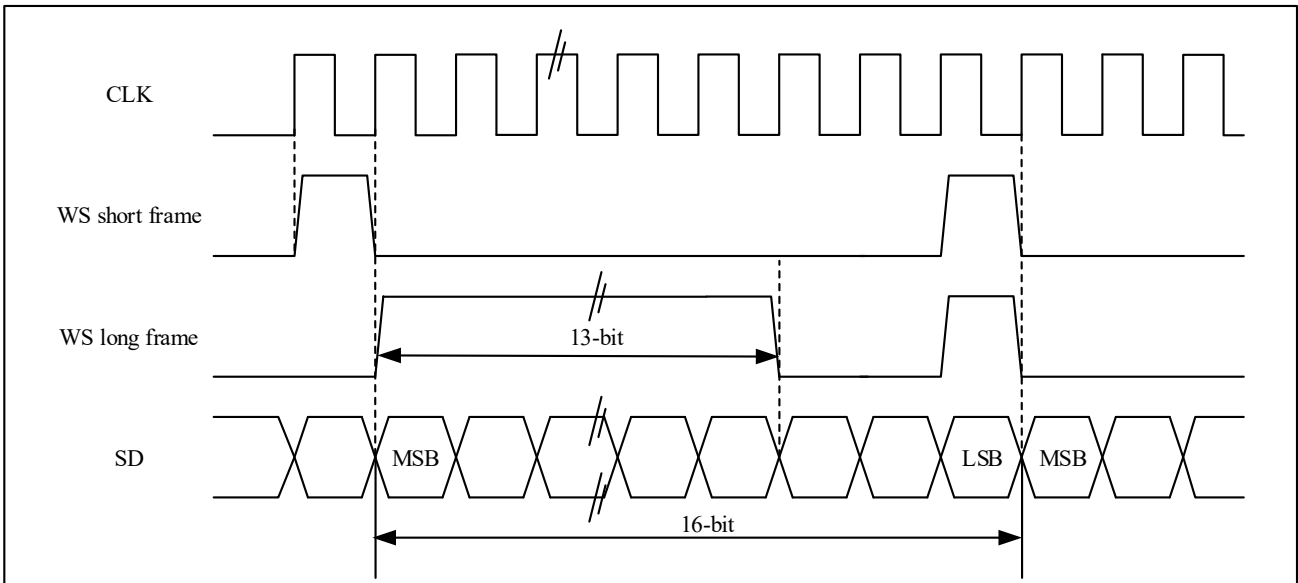 CLK
WS short frame
WS long frame
13-bit
SD
MSB
LSB
MSB
16-bit